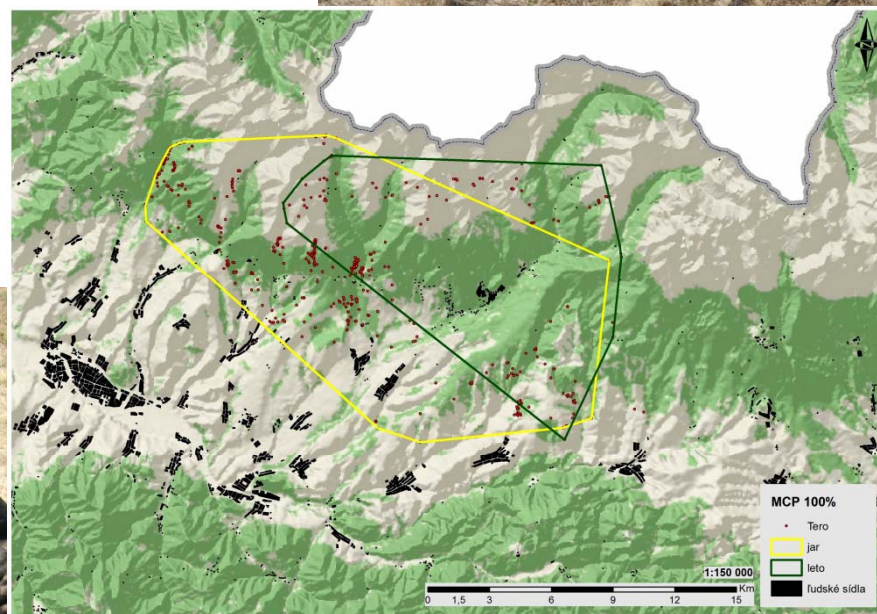 N
MCP 100%
Tero
jar
leto
ľudské sídla
1:150 000
Km
0 1,5 3 6 9 12 15